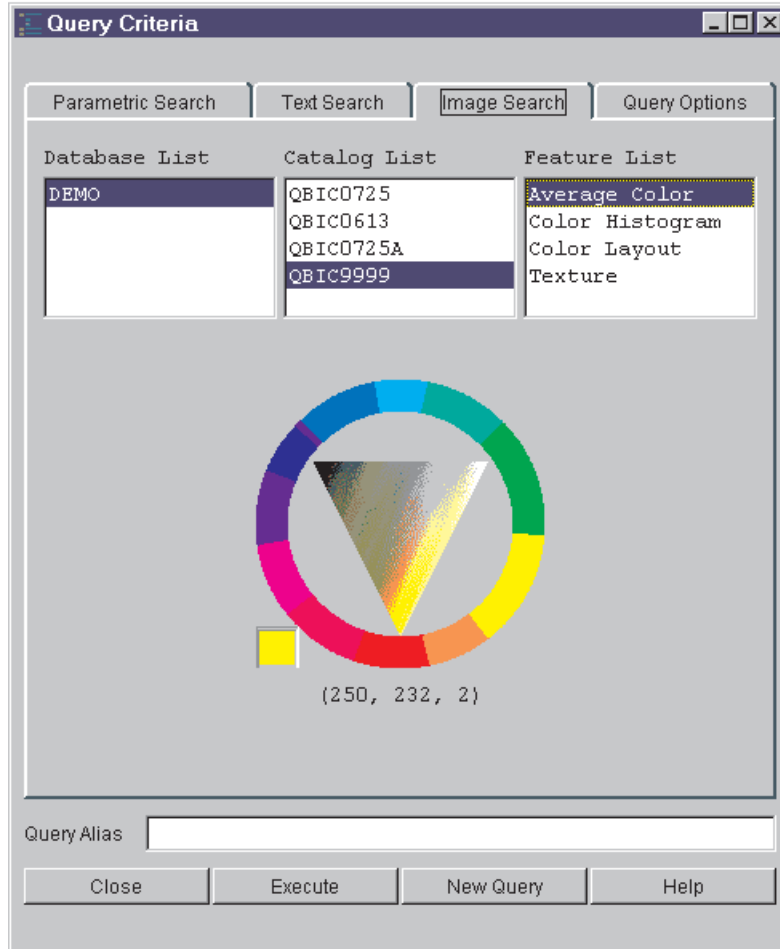 Query Criteria
Parametric Search Text Search Image Search Query Options
Database List Catalog List Feature List
DEMO QBIC0725 Average Color
QBIC0613 Color Histogram
QBIC0725A Color Layout
QBIC9999 Texture
(250, 232, 2)
Query Alias
Close Execute New Query Help